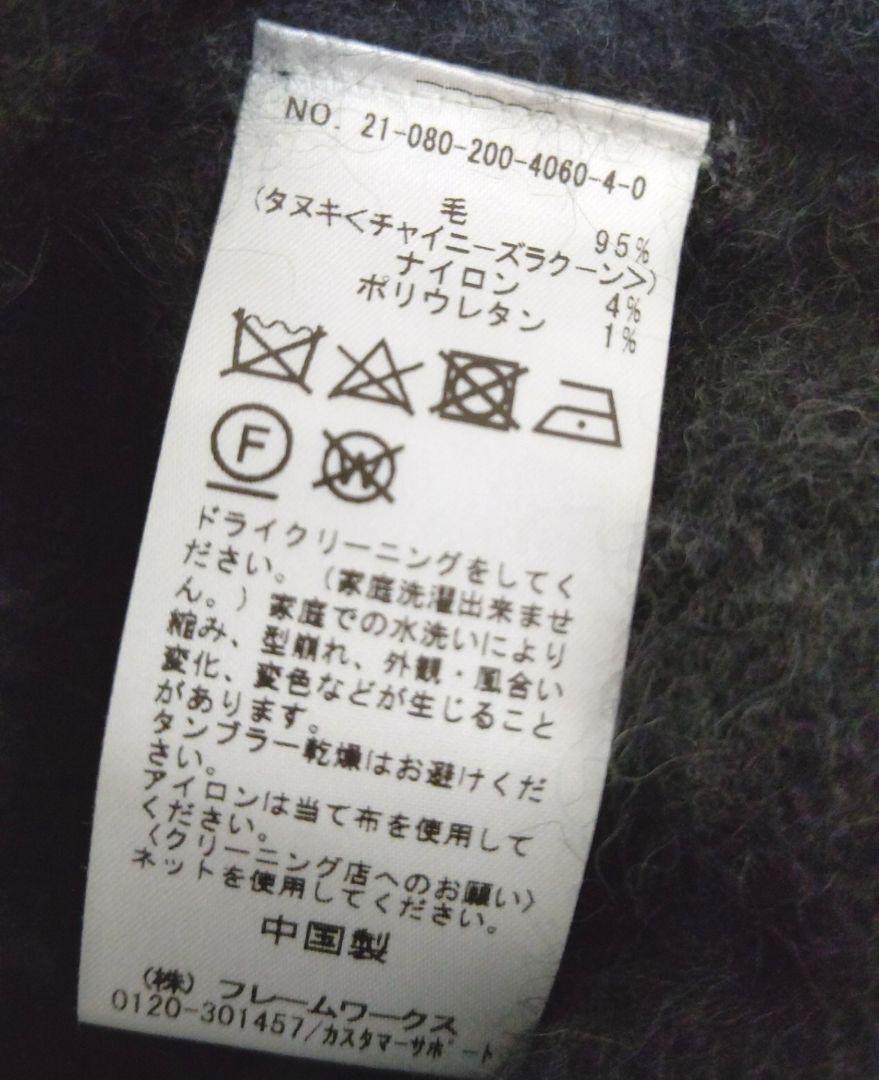 NO. 21-080-200-4060-4-0
毛 95%
(タヌキ<チャイニーズラクーン>)
ナイロン 4%
ポリウレタン 1%
F W
ドライクリーニングをしてく
ださい。(家庭洗濯出来ませ
ん。)家庭での水洗いにより
縮み、型崩れ、外観・風合い
変化、変色などが生じること
があります。
タンブラー乾燥はお避けくだ
さい。
アイロンは当て布を使用して
ください。
〈クリーニング店へのお願い〉
ネットを使用してください。
中国製
(株) フレームワークス
0120-301457/カスタマーサポート